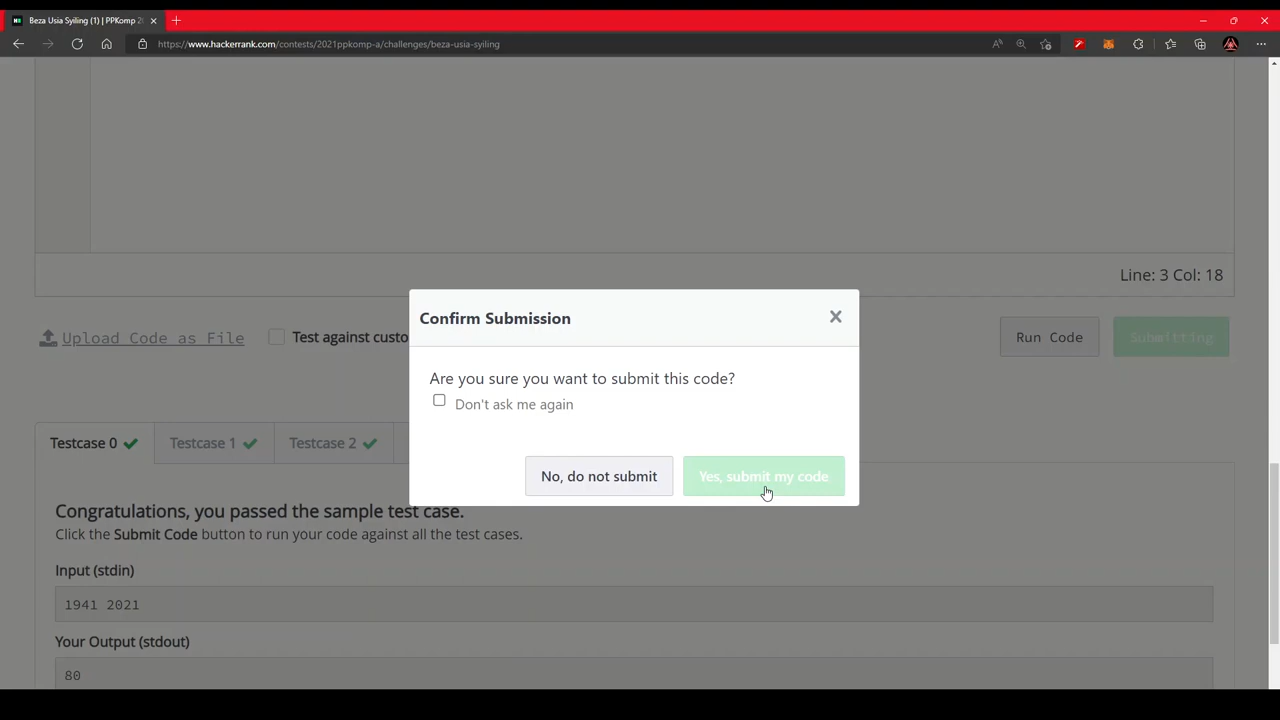 Beza Usia Syiling (1) | PPKomp 20
https://www.hackerrank.com/contests/2021ppkomp-a/challenges/beza-usia-syiling
Line: 3 Col: 18
Upload Code as File
Test against custo
Run Code
Submitting
Confirm Submission
Are you sure you want to submit this code?
Don't ask me again
No, do not submit
Yes, submit my code
Testcase 0
Testcase 1
Testcase 2
Congratulations, you passed the sample test case.
Click the Submit Code button to run your code against all the test cases.
Input (stdin)
1941 2021
Your Output (stdout)
80